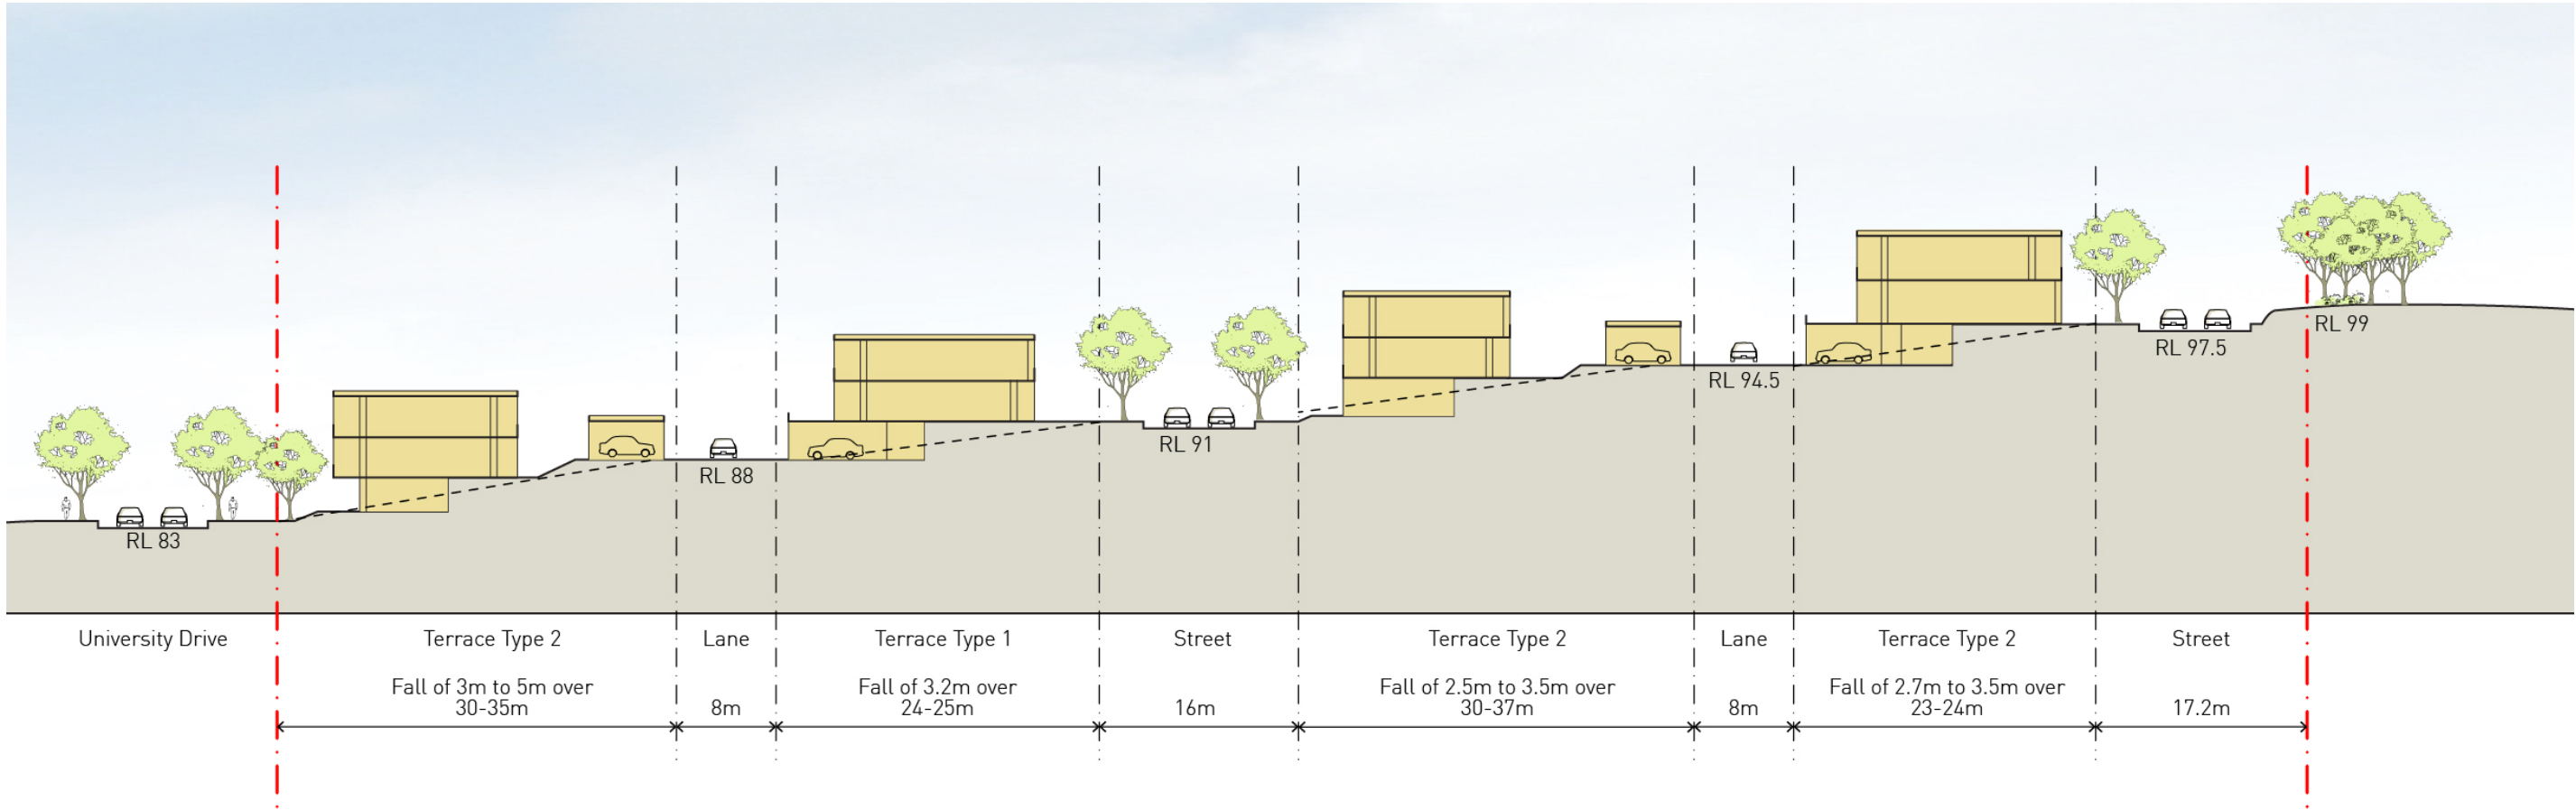 RL 99
RL 97.5
RL 94.5
RL 91
RL 88
RL 83
University Drive
Terrace Type 2
Lane
Terrace Type 1
Street
Terrace Type 2
Lane
Terrace Type 2
Street
Fall of 3m to 5m over
30-35m
8m
Fall of 3.2m over
24-25m
16m
Fall of 2.5m to 3.5m over
30-37m
8m
Fall of 2.7m to 3.5m over
23-24m
17.2m